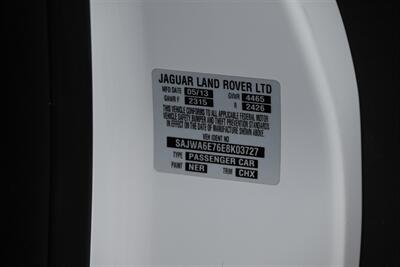 JAGUAR LAND ROVER LTD
MFG DATE 05/13 GVWR 4465
GAWR F 2315 R 2426
THIS VEHICLE CONFORMS TO ALL APPLICABLE FEDERAL MOTOR
VEHICLE SAFETY, BUMPER AND THEFT PREVENTION STANDARDS
IN EFFECT ON THE DATE OF MANUFACTURE SHOWN ABOVE
VEH IDENT NO
SAJWA6E76E8K03727
TYPE PASSENGER CAR
PAINT NER TRIM CHX